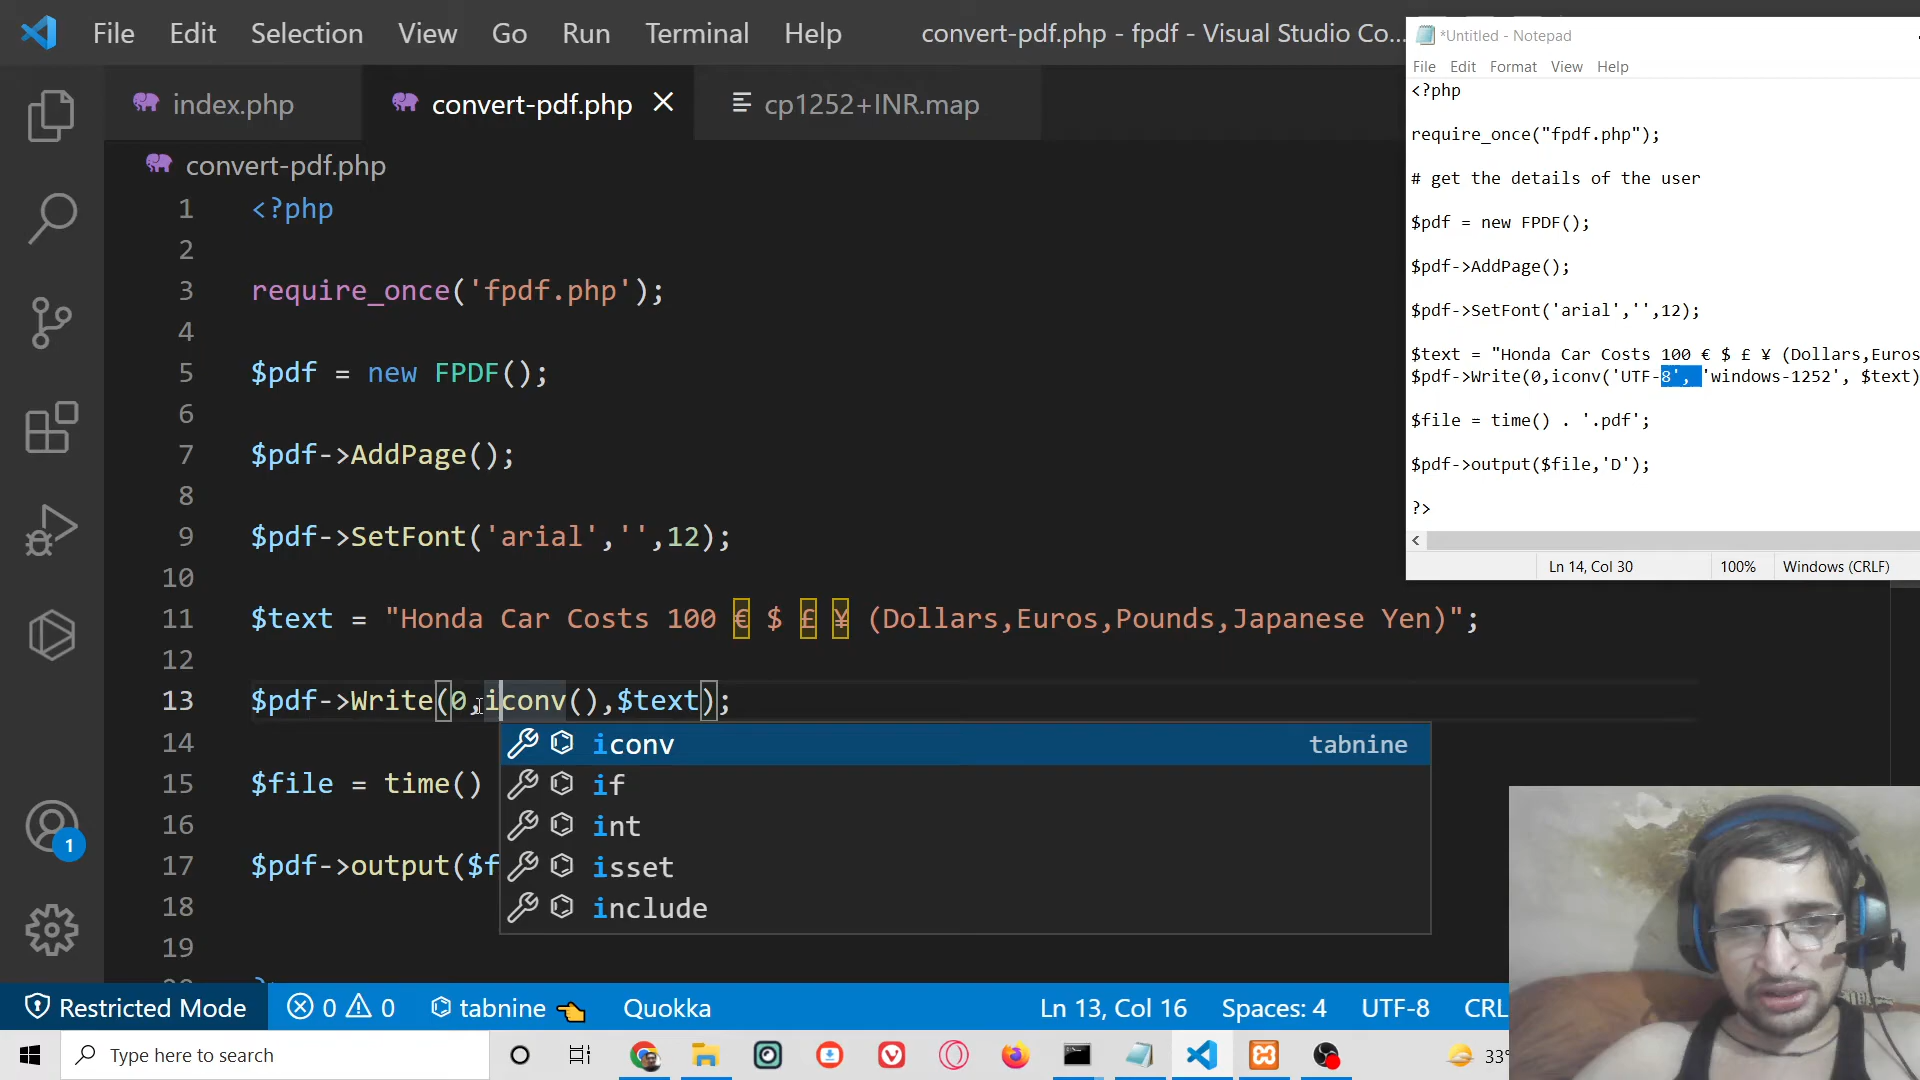 File Edit Selection View Go Run Terminal Help convert-pdf.php - fpdf - Visual Studio Co...
index.php convert-pdf.php cp1252+INR.map
convert-pdf.php
1 <?php
2
3 require_once('fpdf.php');
4
5 $pdf = new FPDF();
6
7 $pdf->AddPage();
8
9 $pdf->SetFont('arial','',12);
10
11 $text = "Honda Car Costs 100 € $ £ ¥ (Dollars,Euros,Pounds,Japanese Yen)";
12
13 $pdf->Write(0,iconv(),$text);
14
15 $file = time()
16
17 $pdf->output($f
18
19
iconv tabnine
if
int
isset
include
*Untitled - Notepad
File Edit Format View Help
<?php
require_once("fpdf.php");
# get the details of the user
$pdf = new FPDF();
$pdf->AddPage();
$pdf->SetFont('arial','',12);
$text = "Honda Car Costs 100 € $ £ ¥ (Dollars,Euros
$pdf->Write(0,iconv('UTF-8', 'windows-1252', $text)
$file = time() . '.pdf';
$pdf->output($file,'D');
?>
Ln 14, Col 30 100% Windows (CRLF)
1
Restricted Mode 0 0 tabnine Quokka Ln 13, Col 16 Spaces: 4 UTF-8 CRL
Type here to search 33°